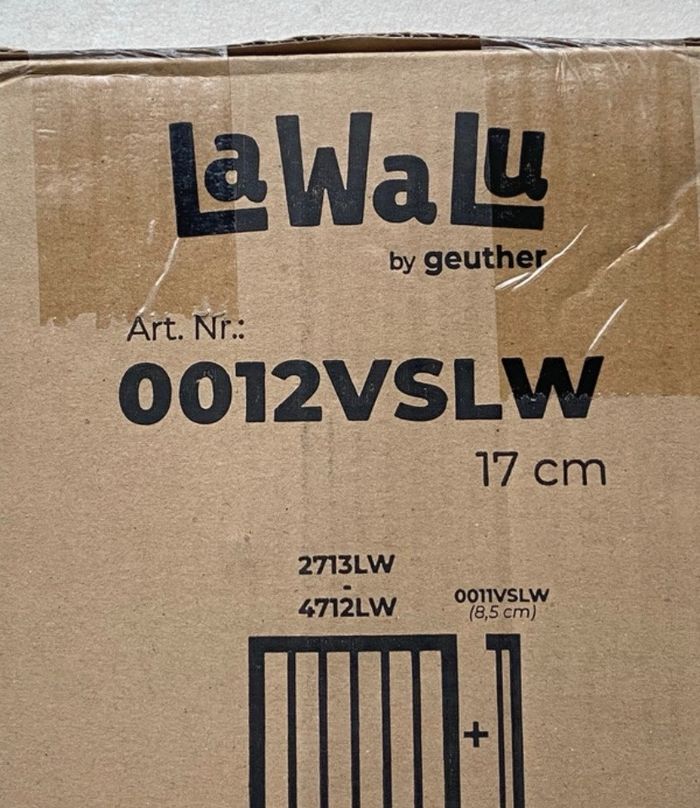 LaWaLu
by geuther
Art. Nr.:
0012VSLW
17 cm
2713LW
-
4712LW
0011VSLW
(8,5 cm)
+